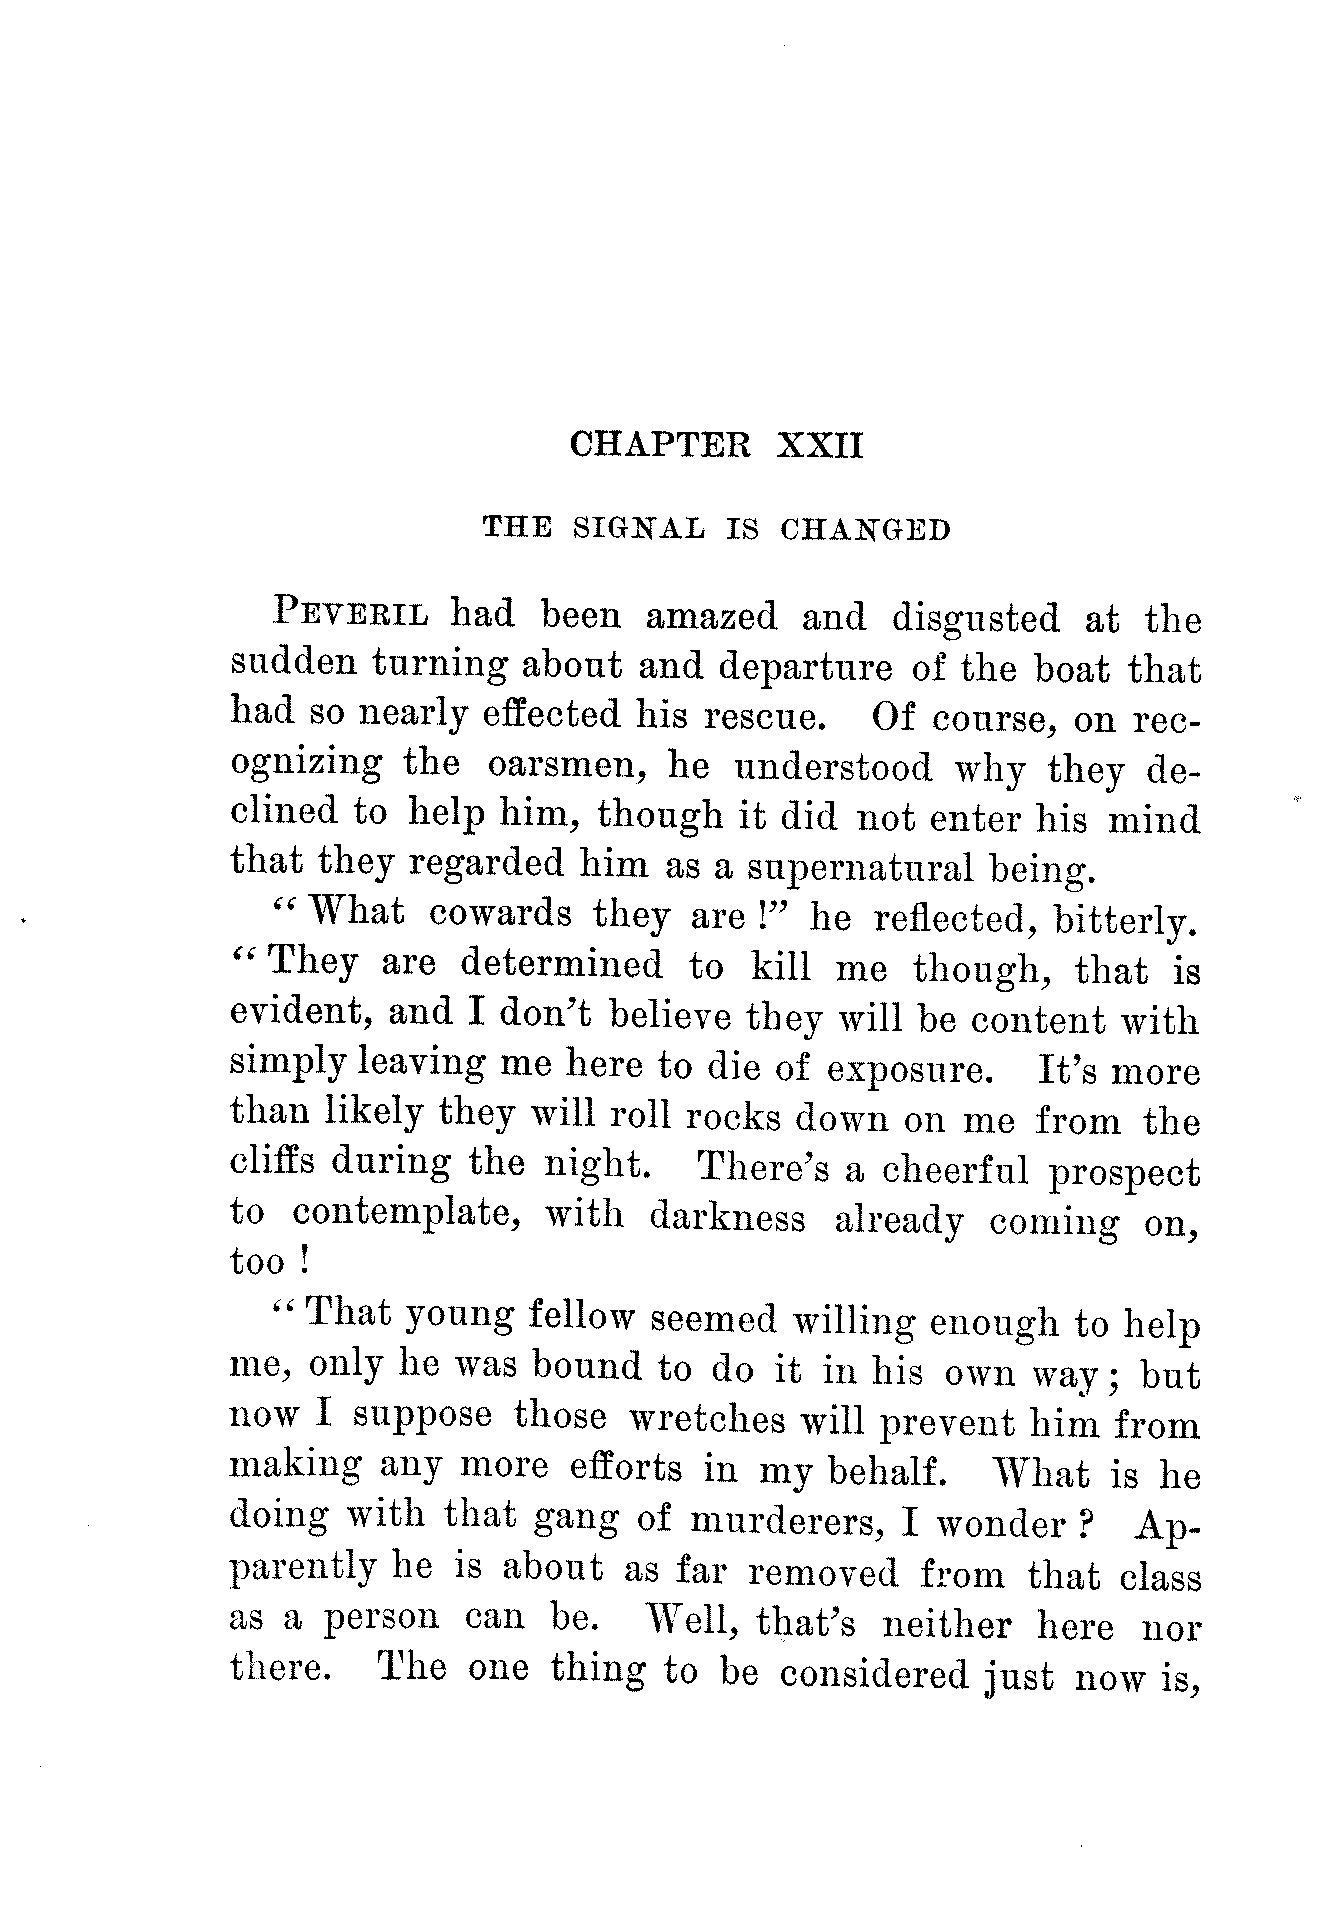 CHAPTER XXII
THE SIGNAL IS CHANGED
PEVERIL had been amazed and disgusted at the
sudden turning about and departure of the boat that
had so nearly effected his rescue. Of course, on rec-
ognizing the oarsmen, he understood why they de-
clined to help him, though it did not enter his mind
that they regarded him as a supernatural being.
“What cowards they are!” he reflected, bitterly.
“They are determined to kill me though, that is
evident, and I don’t believe they will be content with
simply leaving me here to die of exposure. It’s more
than likely they will roll rocks down on me from the
cliffs during the night. There’s a cheerful prospect
to contemplate, with darkness already coming on,
too!
“That young fellow seemed willing enough to help
me, only he was bound to do it in his own way; but
now I suppose those wretches will prevent him from
making any more efforts in my behalf. What is he
doing with that gang of murderers, I wonder? Ap-
parently he is about as far removed from that class
as a person can be. Well, that’s neither here nor
there. The one thing to be considered just now is,